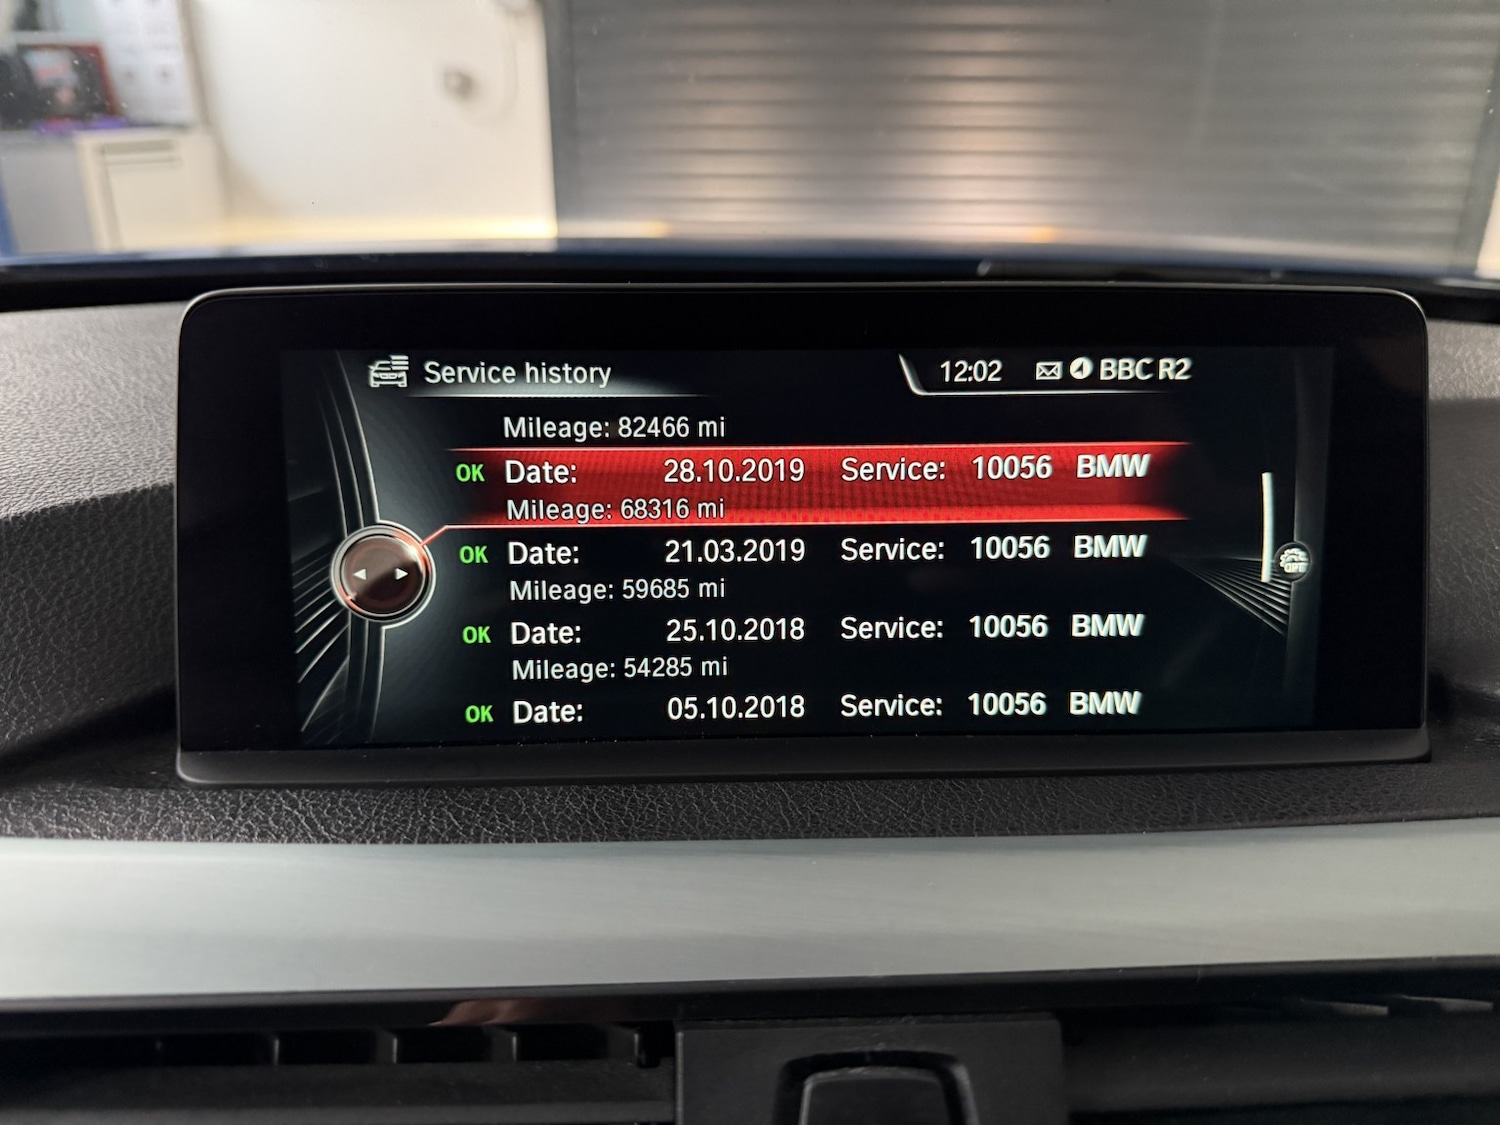 Service history 12:02 BBC R2
Mileage: 82466 mi
OK Date: 28.10.2019 Service: 10056 BMW
Mileage: 68316 mi
OK Date: 21.03.2019 Service: 10056 BMW
Mileage: 59685 mi
OK Date: 25.10.2018 Service: 10056 BMW
Mileage: 54285 mi
OK Date: 05.10.2018 Service: 10056 BMW